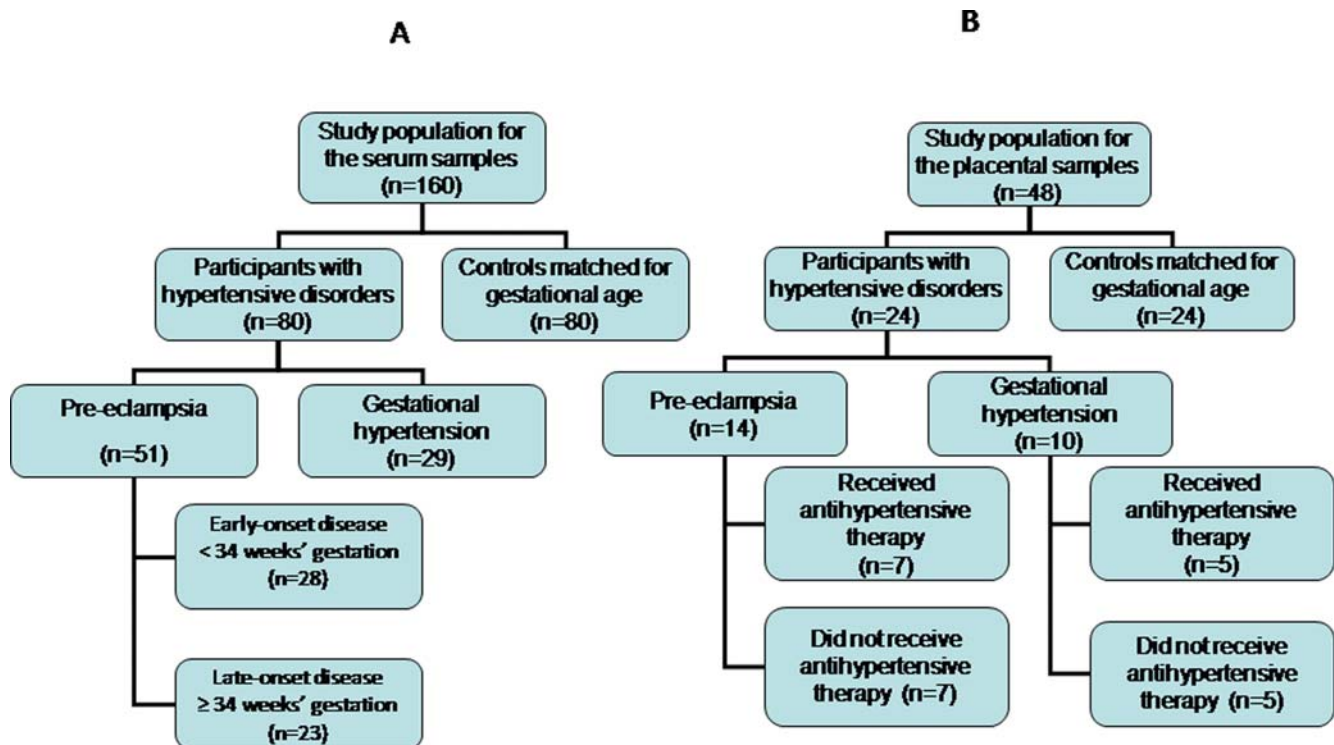 A
Study population for
the serum samples
(n=160)
Participants with
hypertensive disorders
(n=80)
Controls matched for
gestational age
(n=80)
Pre-eclampsia
(n=51)
Gestational
hypertension
(n=29)
Early-onset disease
< 34 weeks’ gestation
(n=28)
Late-onset disease
≥ 34 weeks’ gestation
(n=23)
B
Study population for
the placental samples
(n=48)
Participants with
hypertensive disorders
(n=24)
Controls matched for
gestational age
(n=24)
Pre-eclampsia
(n=14)
Gestational
hypertension
(n=10)
Received
antihypertensive
therapy
(n=7)
Did not receive
antihypertensive
therapy (n=7)
Received
antihypertensive
therapy
(n=5)
Did not receive
antihypertensive
therapy (n=5)